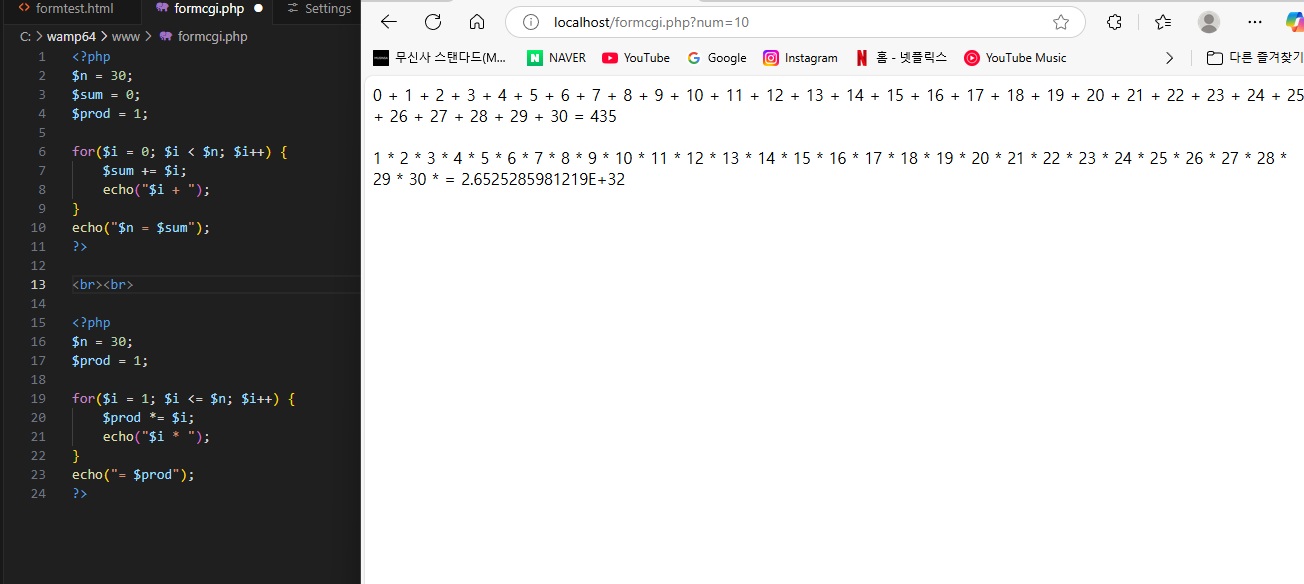 formtest.html formcgi.php Settings
C: > wamp64 > www > formcgi.php
1 <?php
2 $n = 30;
3 $sum = 0;
4 $prod = 1;
5
6 for($i = 0; $i < $n; $i++) {
7 $sum += $i;
8 echo("$i + ");
9 }
10 echo("$n = $sum");
11 ?>
12
13 <br><br>
14
15 <?php
16 $n = 30;
17 $prod = 1;
18
19 for($i = 1; $i <= $n; $i++) {
20 $prod *= $i;
21 echo("$i * ");
22 }
23 echo("= $prod");
24 ?>
localhost/formcgi.php?num=10
무신사 스탠다드(M... NAVER YouTube Google Instagram 홈 - 넷플릭스 YouTube Music 다른 즐겨찾기
0 + 1 + 2 + 3 + 4 + 5 + 6 + 7 + 8 + 9 + 10 + 11 + 12 + 13 + 14 + 15 + 16 + 17 + 18 + 19 + 20 + 21 + 22 + 23 + 24 + 25
+ 26 + 27 + 28 + 29 + 30 = 435
1 * 2 * 3 * 4 * 5 * 6 * 7 * 8 * 9 * 10 * 11 * 12 * 13 * 14 * 15 * 16 * 17 * 18 * 19 * 20 * 21 * 22 * 23 * 24 * 25 * 26 * 27 * 28 *
29 * 30 * = 2.6525285981219E+32